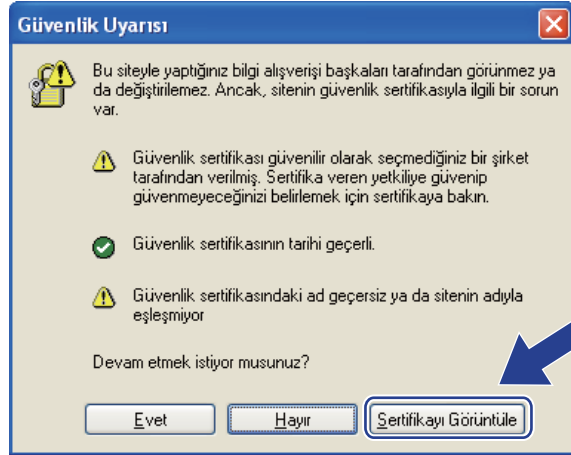 Güvenlik Uyarısı
Bu siteyle yaptığınız bilgi alışverişi başkaları tarafından görünmez ya
da değiştirilemez. Ancak, sitenin güvenlik sertifikasıyla ilgili bir sorun
var.
Güvenlik sertifikası güvenilir olarak seçmediğiniz bir şirket
tarafından verilmiş. Sertifika veren yetkiliye güvenip
güvenmeyeceğinizi belirlemek için sertifikaya bakın.
Güvenlik sertifikasının tarihi geçerli.
Güvenlik sertifikasındaki ad geçersiz ya da sitenin adıyla
eşleşmiyor
Devam etmek istiyor musunuz?
Evet Hayır Sertifikayı Görüntüle